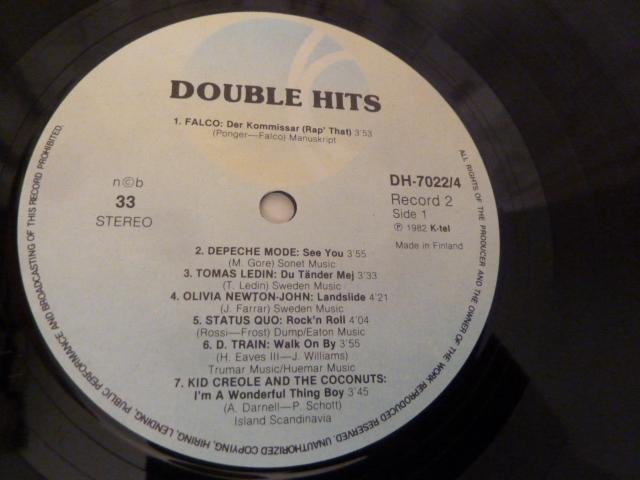 DOUBLE HITS
1. FALCO: Der Kommissar (Rap' That) 3'53
(Ponger—Falco) Manuskript
n©b
33
STEREO
DH-7022/4
Record 2
Side 1
℗ 1982 K-tel
Made in Finland
2. DEPECHE MODE: See You 3'55
(M. Gore) Sonet Music
3. TOMAS LEDIN: Du Tänder Mej 3'33
(T. Ledin) Sweden Music
4. OLIVIA NEWTON-JOHN: Landslide 4'21
(J. Farrar) Sweden Music
5. STATUS QUO: Rock'n Roll 4'04
(Rossi—Frost) Dump/Eaton Music
6. D. TRAIN: Walk On By 3'55
(H. Eaves III—J. Williams)
Trumar Music/Huemar Music
7. KID CREOLE AND THE COCONUTS:
I'm A Wonderful Thing Boy 3'45
(A. Darnell—P. Schott)
Island Scandinavia
ALL RIGHTS OF THE PRODUCER AND THE OWNER OF THE WORK REPRODUCED RESERVED. UNAUTHORIZED COPYING, HIRING, LENDING, PUBLIC PERFORMANCE AND BROADCASTING OF THIS RECORD PROHIBITED.